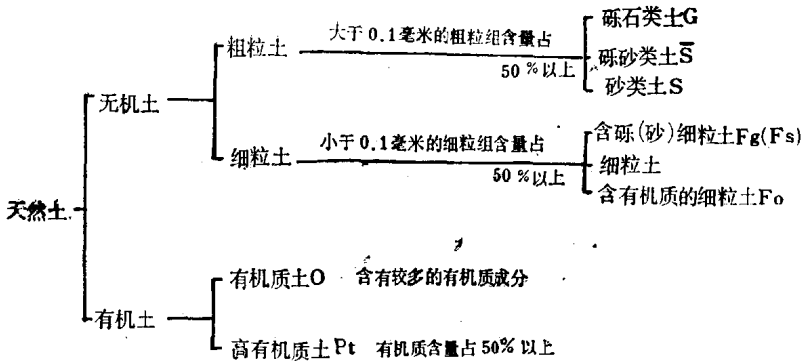 砾石类土G
粗粒土 大于0.1毫米的粗粒组含量占
砾砂类土S̅
50%以上
砂类土S
无机土
含砾(砂)细粒土Fg(Fs)
细粒土 小于0.1毫米的细粒组含量占
细粒土
50%以上
含有机质的细粒土Fo
天然土
有机质土O 含有较多的有机质成分
有机土
高有机质土Pt 有机质含量占50%以上